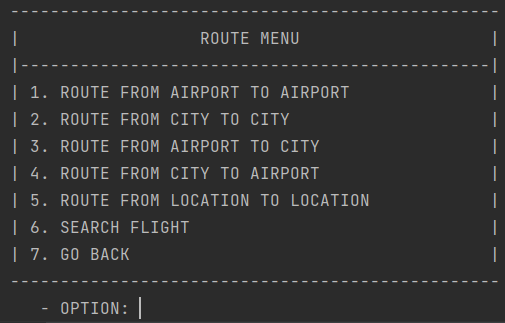 -------------------------------------------------
|                  ROUTE MENU                   |
|-----------------------------------------------|
| 1. ROUTE FROM AIRPORT TO AIRPORT              |
| 2. ROUTE FROM CITY TO CITY                    |
| 3. ROUTE FROM AIRPORT TO CITY                 |
| 4. ROUTE FROM CITY TO AIRPORT                 |
| 5. ROUTE FROM LOCATION TO LOCATION            |
| 6. SEARCH FLIGHT                              |
| 7. GO BACK                                    |
-------------------------------------------------
   - OPTION: